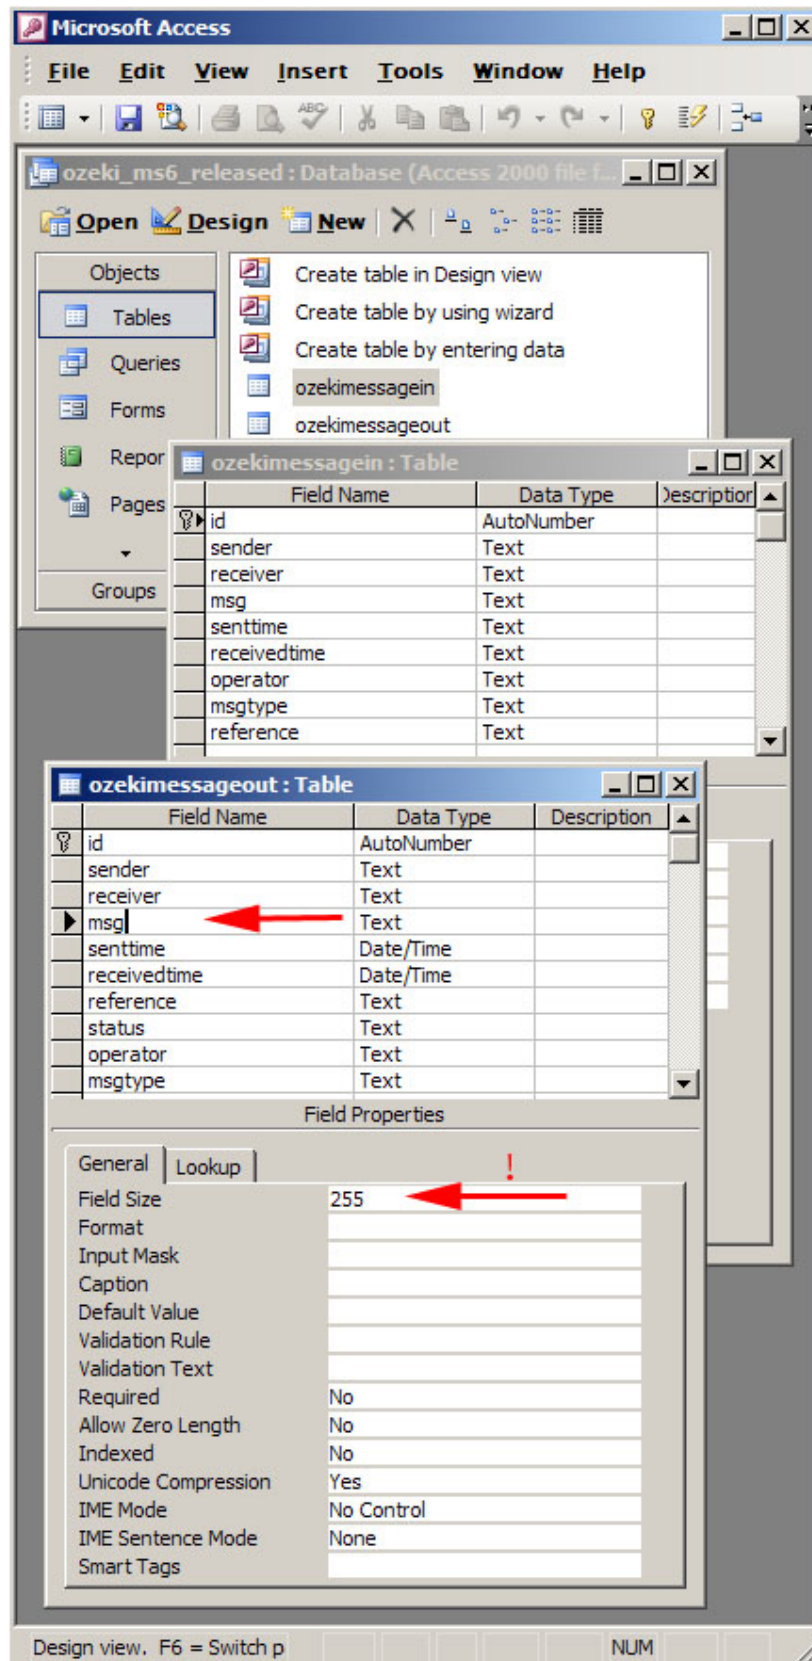 Microsoft Access
File Edit View Insert Tools Window Help
ABC
ozeki_ms6_released : Database (Access 2000 file f...
Open Design New
Objects
Tables
Queries
Forms
Repor
Pages
Groups
Create table in Design view
Create table by using wizard
Create table by entering data
ozekimessagein
ozekimessageout
ozekimessagein : Table
Field Name Data Type Description
id AutoNumber
sender Text
receiver Text
msg Text
senttime Text
receivedtime Text
operator Text
msgtype Text
reference Text
ozekimessageout : Table
Field Name Data Type Description
id AutoNumber
sender Text
receiver Text
msg Text
senttime Date/Time
receivedtime Date/Time
reference Text
status Text
operator Text
msgtype Text
Field Properties
General Lookup
!
Field Size 255
Format
Input Mask
Caption
Default Value
Validation Rule
Validation Text
Required No
Allow Zero Length No
Indexed No
Unicode Compression Yes
IME Mode No Control
IME Sentence Mode None
Smart Tags
Design view. F6 = Switch p NUM